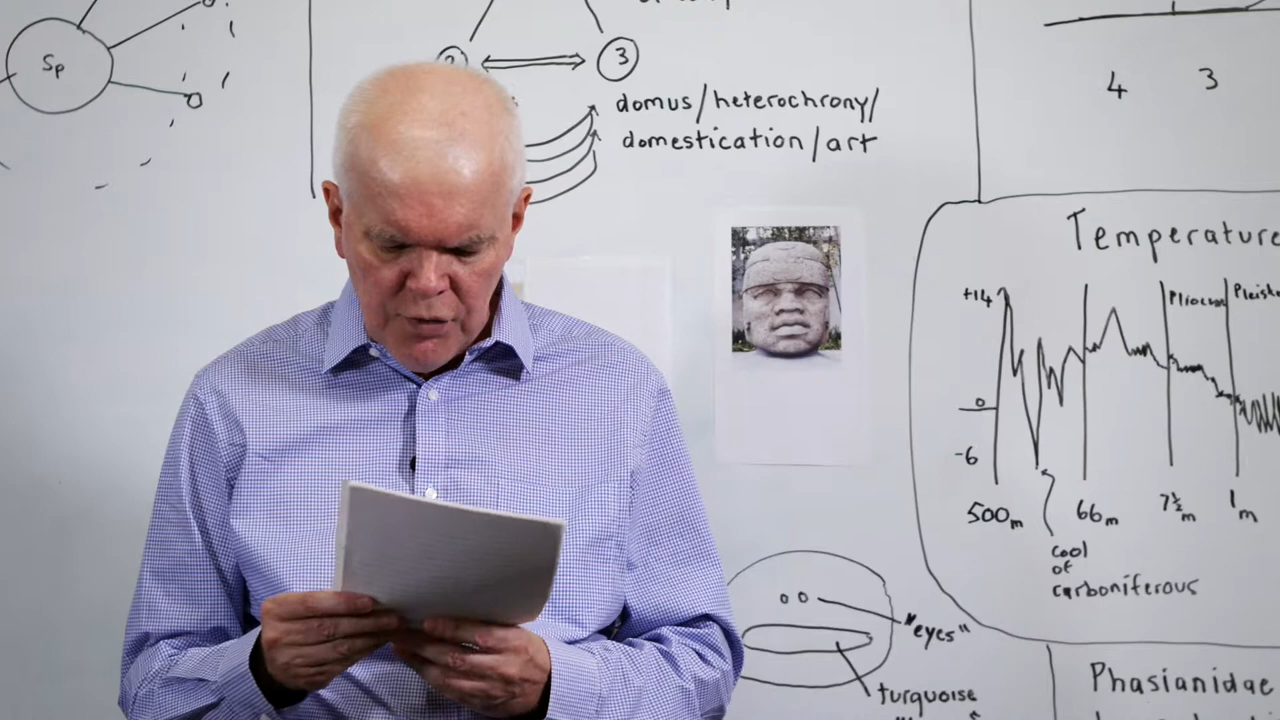 Sp
3
domus/heterochrony/
domestication/art
4 3
Temperature
+14
Pliocene
0
-6
500m 66m 7½m 1m
cool
of
carboniferous
"eyes"
turquoise
Phasianidae